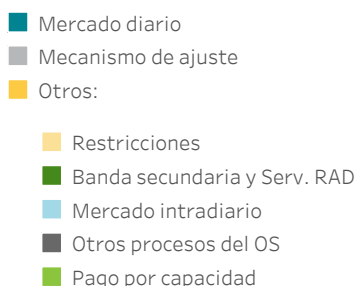 Mercado diario
Mecanismo de ajuste
Otros:
Restricciones
Banda secundaria y Serv. RAD
Mercado intradiario
Otros procesos del OS
Pago por capacidad